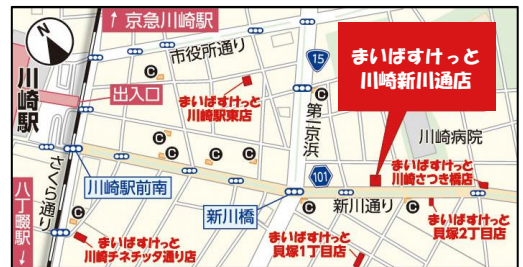 ↑京急川崎駅
市役所通り
15
まいばすけっと
川崎新川通店
N
川崎駅
出入口
C
まいばすけっと
川崎駅東店
C
第一京浜
川崎病院
C
C
C
C
さくら通り
川崎駅前南
101
まいばすけっと
川崎さつき橋店
八丁畷駅↓
新川橋
C
新川通り
C
C
まいばすけっと
川崎チネチッタ通り店
まいばすけっと
貝塚1丁目店
まいばすけっと
貝塚2丁目店